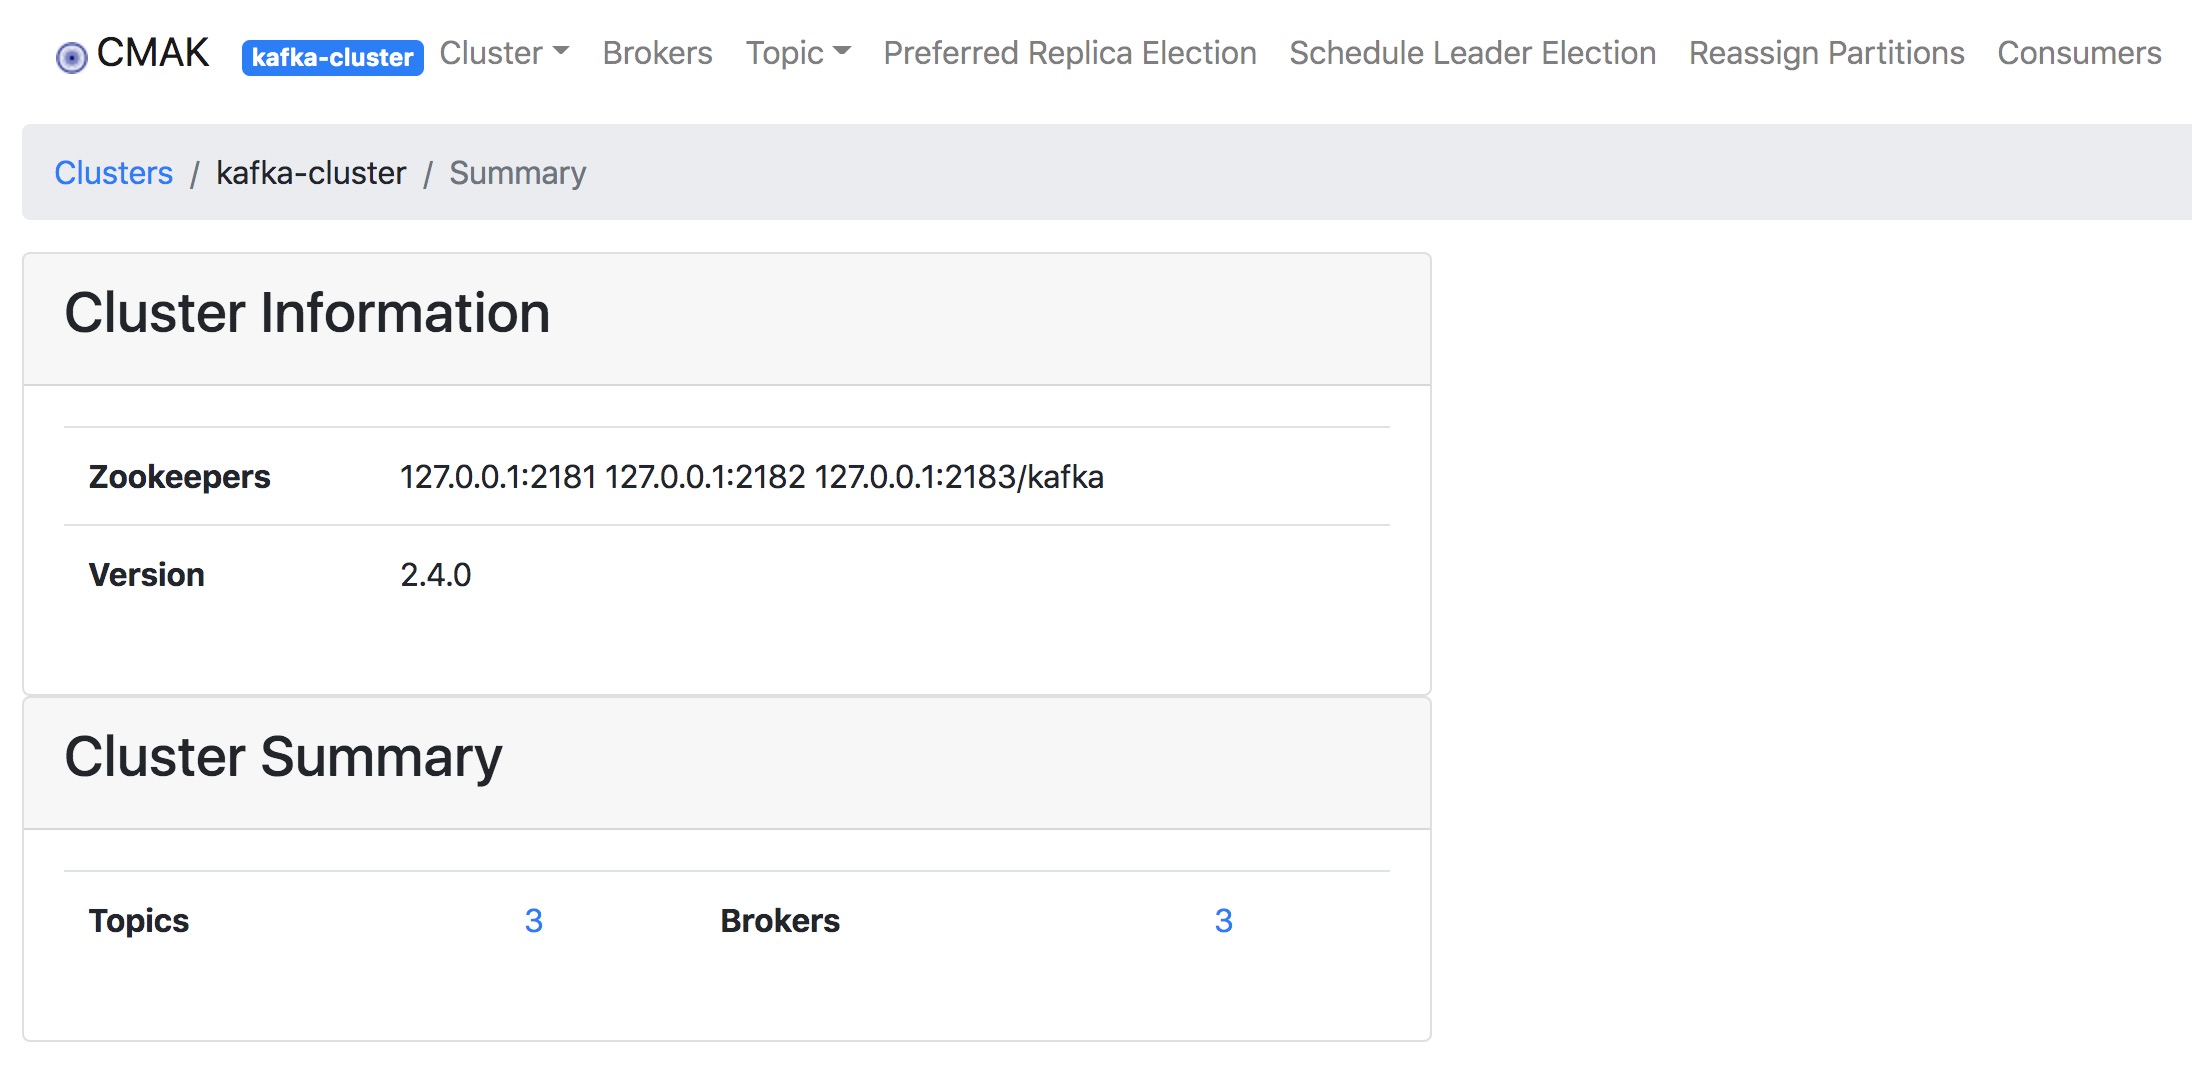 CMAK kafka-cluster Cluster Brokers Topic Preferred Replica Election Schedule Leader Election Reassign Partitions Consumers
Clusters / kafka-cluster / Summary
Cluster Information
Zookeepers 127.0.0.1:2181 127.0.0.1:2182 127.0.0.1:2183/kafka
Version 2.4.0
Cluster Summary
Topics 3 Brokers 3